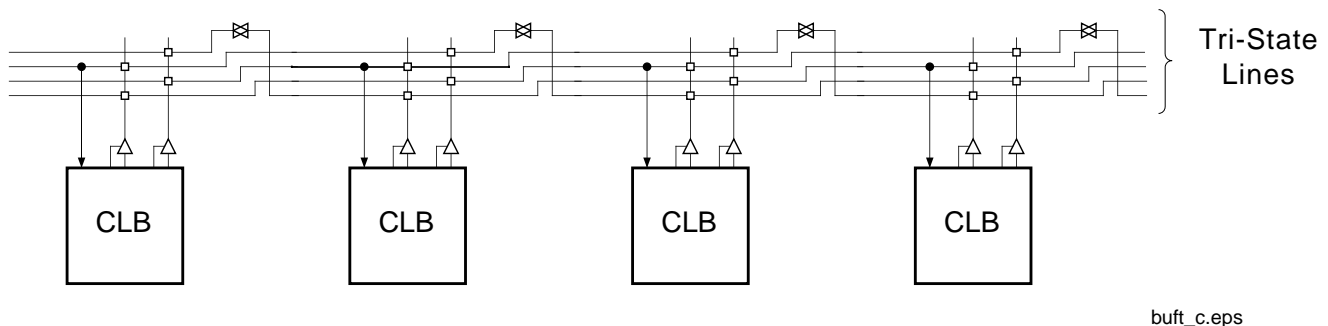 Tri-State
Lines
CLB
CLB
CLB
CLB
buft_c.eps